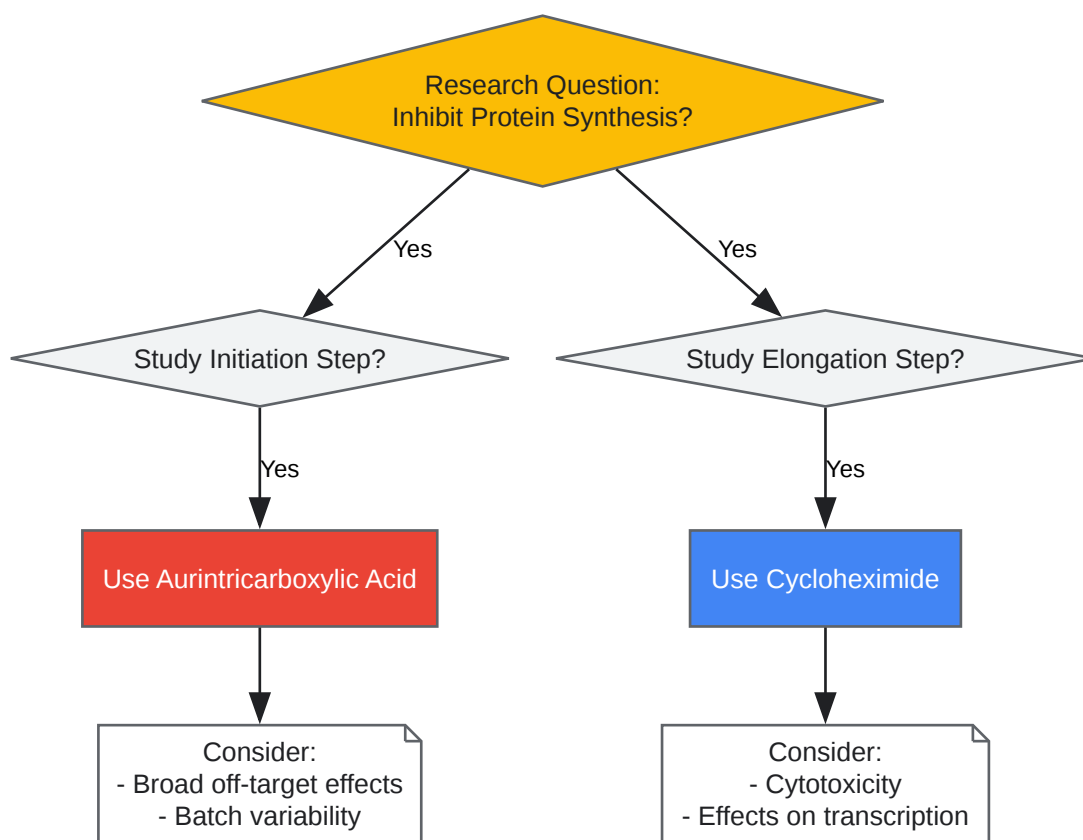 Research Question:
Inhibit Protein Synthesis?
Yes
Yes
Study Initiation Step?
Study Elongation Step?
Yes
Yes
Use Aurintricarboxylic Acid
Use Cycloheximide
Consider:
- Broad off-target effects
- Batch variability
Consider:
- Cytotoxicity
- Effects on transcription